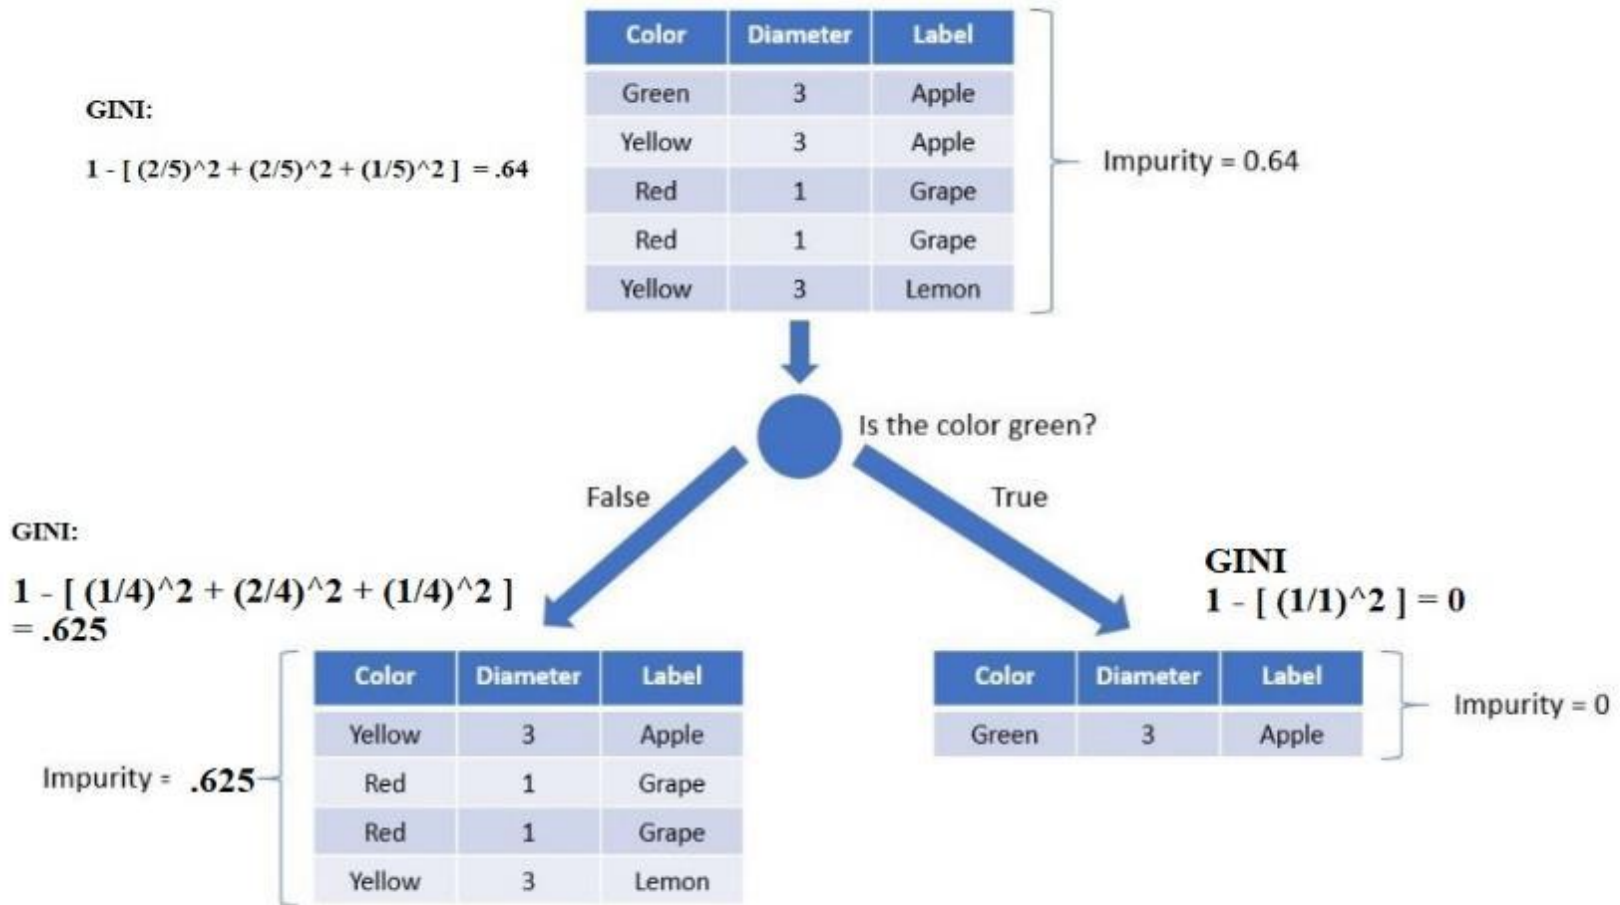 Color Diameter Label
Green 3 Apple
Yellow 3 Apple
Red 1 Grape
Red 1 Grape
Yellow 3 Lemon
GINI:
1 - [ (2/5)^2 + (2/5)^2 + (1/5)^2 ] = .64
Impurity = 0.64
Is the color green?
False
True
GINI:
1 - [ (1/4)^2 + (2/4)^2 + (1/4)^2 ]
= .625
Impurity = .625
Color Diameter Label
Yellow 3 Apple
Red 1 Grape
Red 1 Grape
Yellow 3 Lemon
GINI
1 - [ (1/1)^2 ] = 0
Color Diameter Label
Green 3 Apple
Impurity = 0